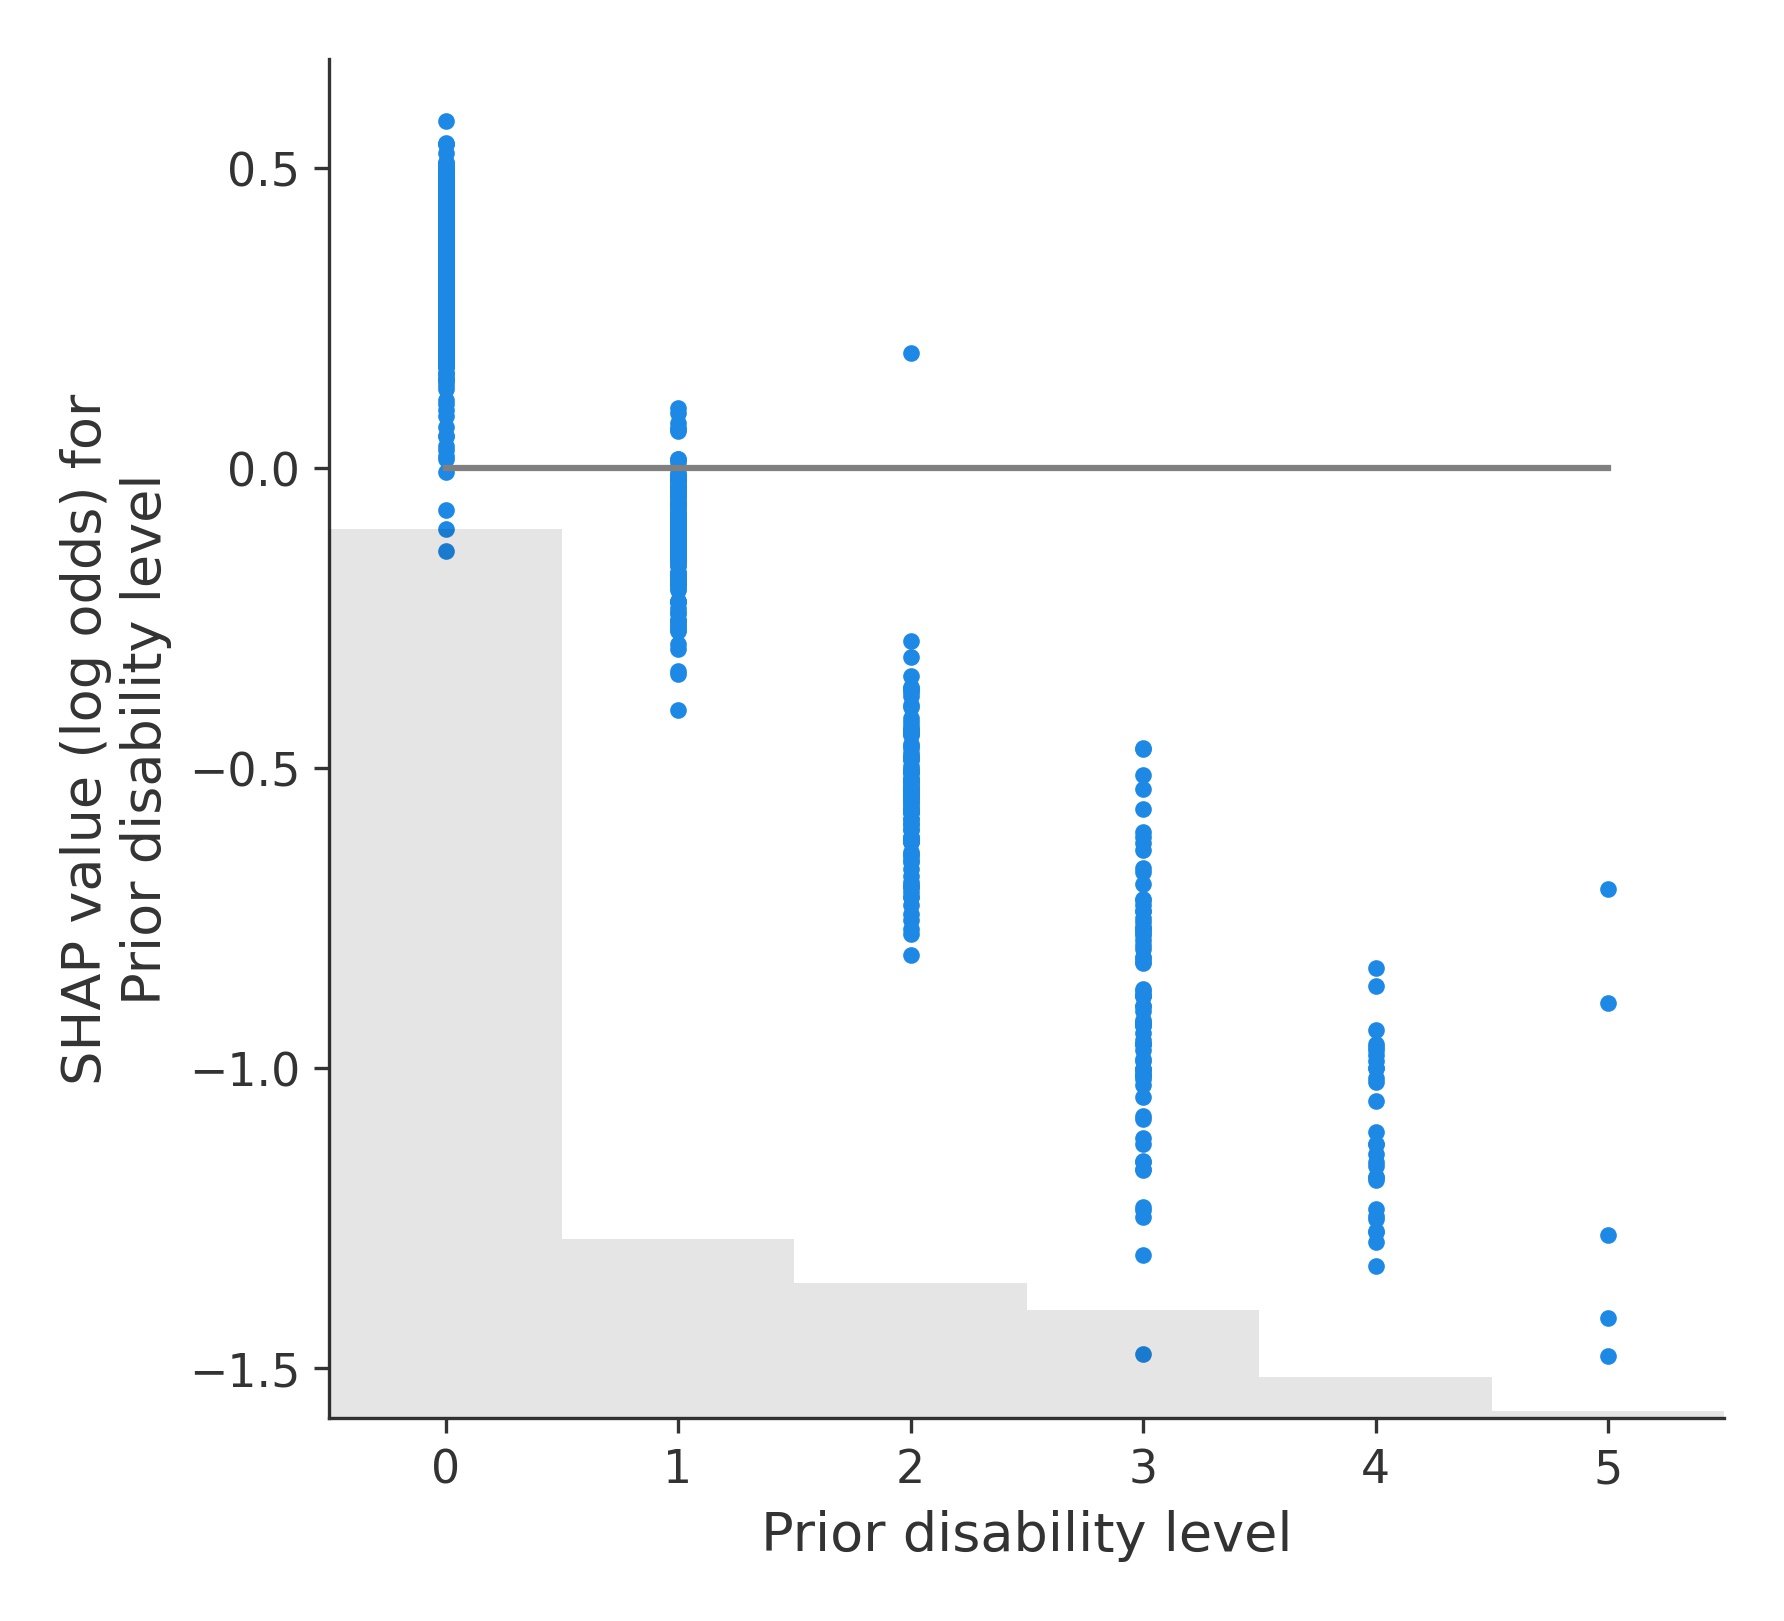 SHAP value (log odds) for
Prior disability level
0.5
0.0
−0.5
−1.0
−1.5
0 1 2 3 4 5
Prior disability level